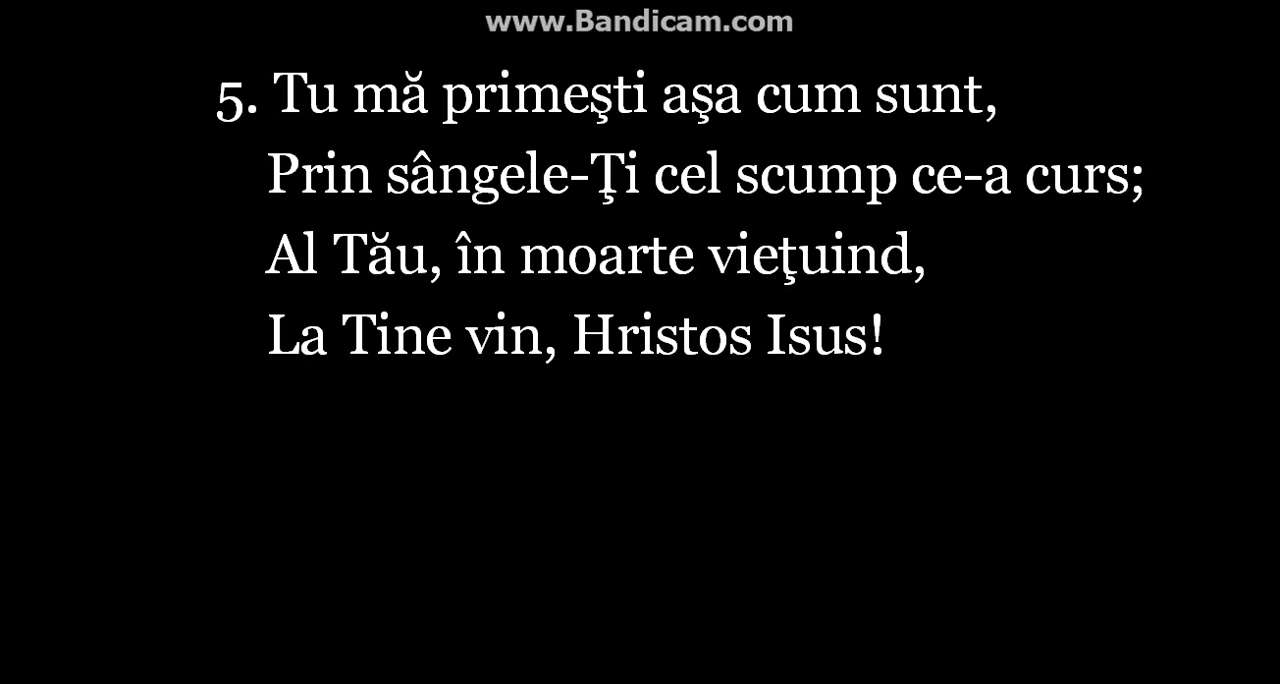 www.Bandicam.com
5. Tu mă primeşti aşa cum sunt,
Prin sângele-Ţi cel scump ce-a curs;
Al Tău, în moarte vieţuind,
La Tine vin, Hristos Isus!